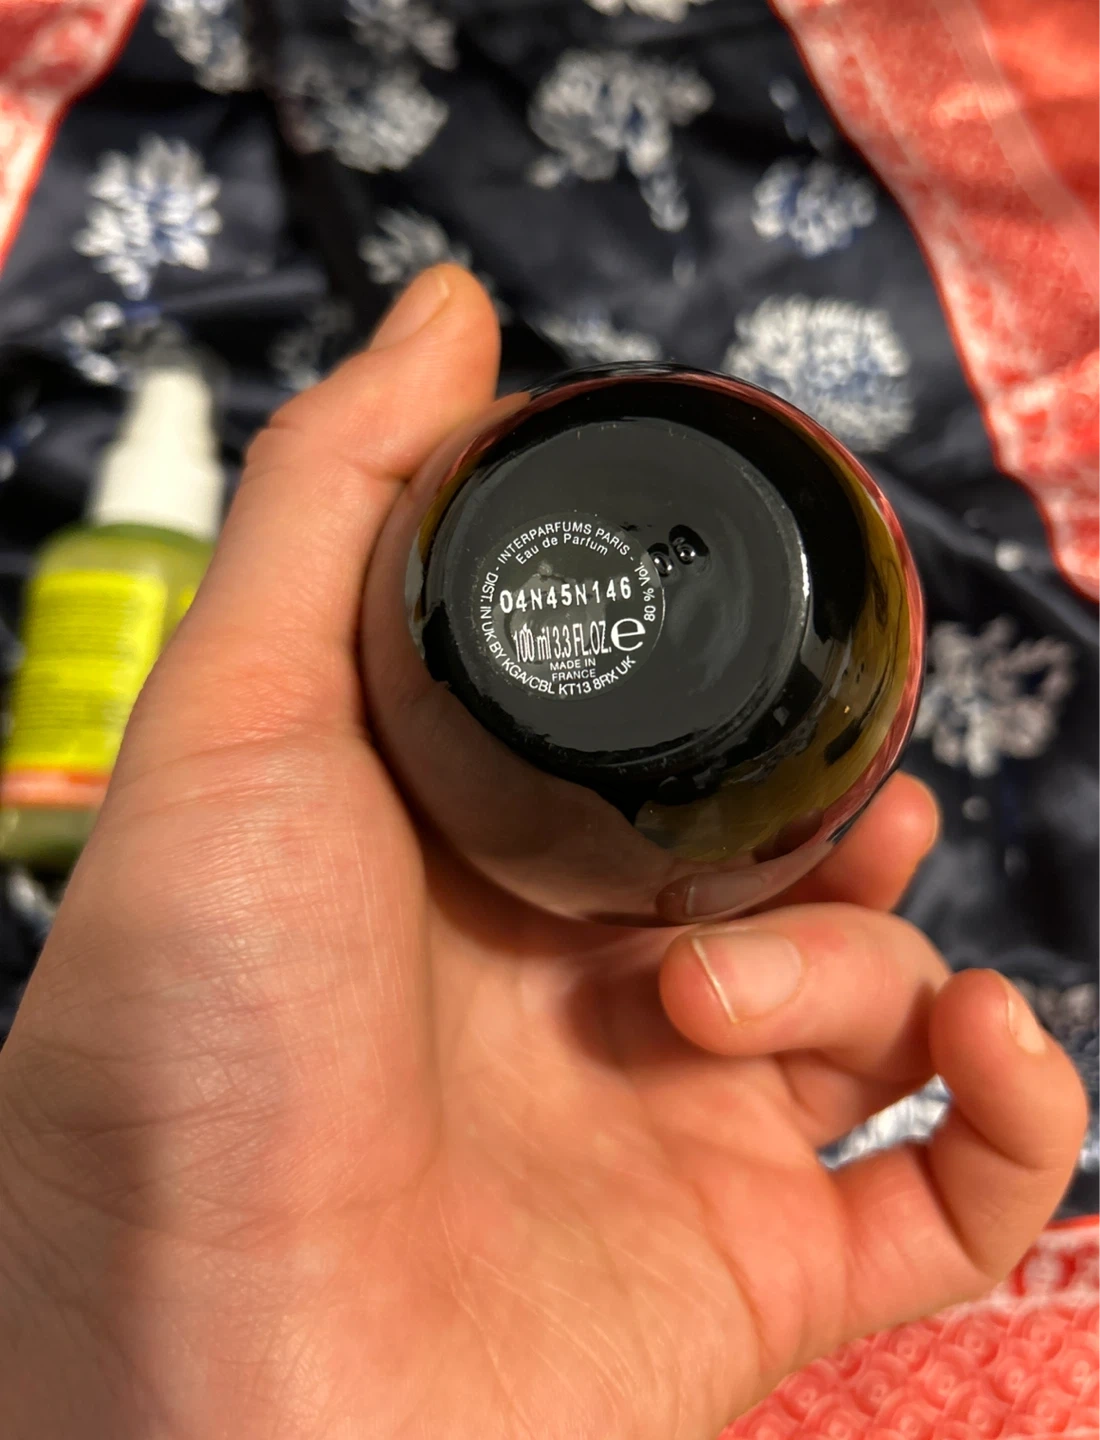 - INTERPARFUMS PARIS -
Eau de Parfum
80 % Vol.
04N45N146
100 ml 3.3 FL.OZ. e
MADE IN
FRANCE
DIST. IN UK BY KGA/CBL KT13 8RX UK